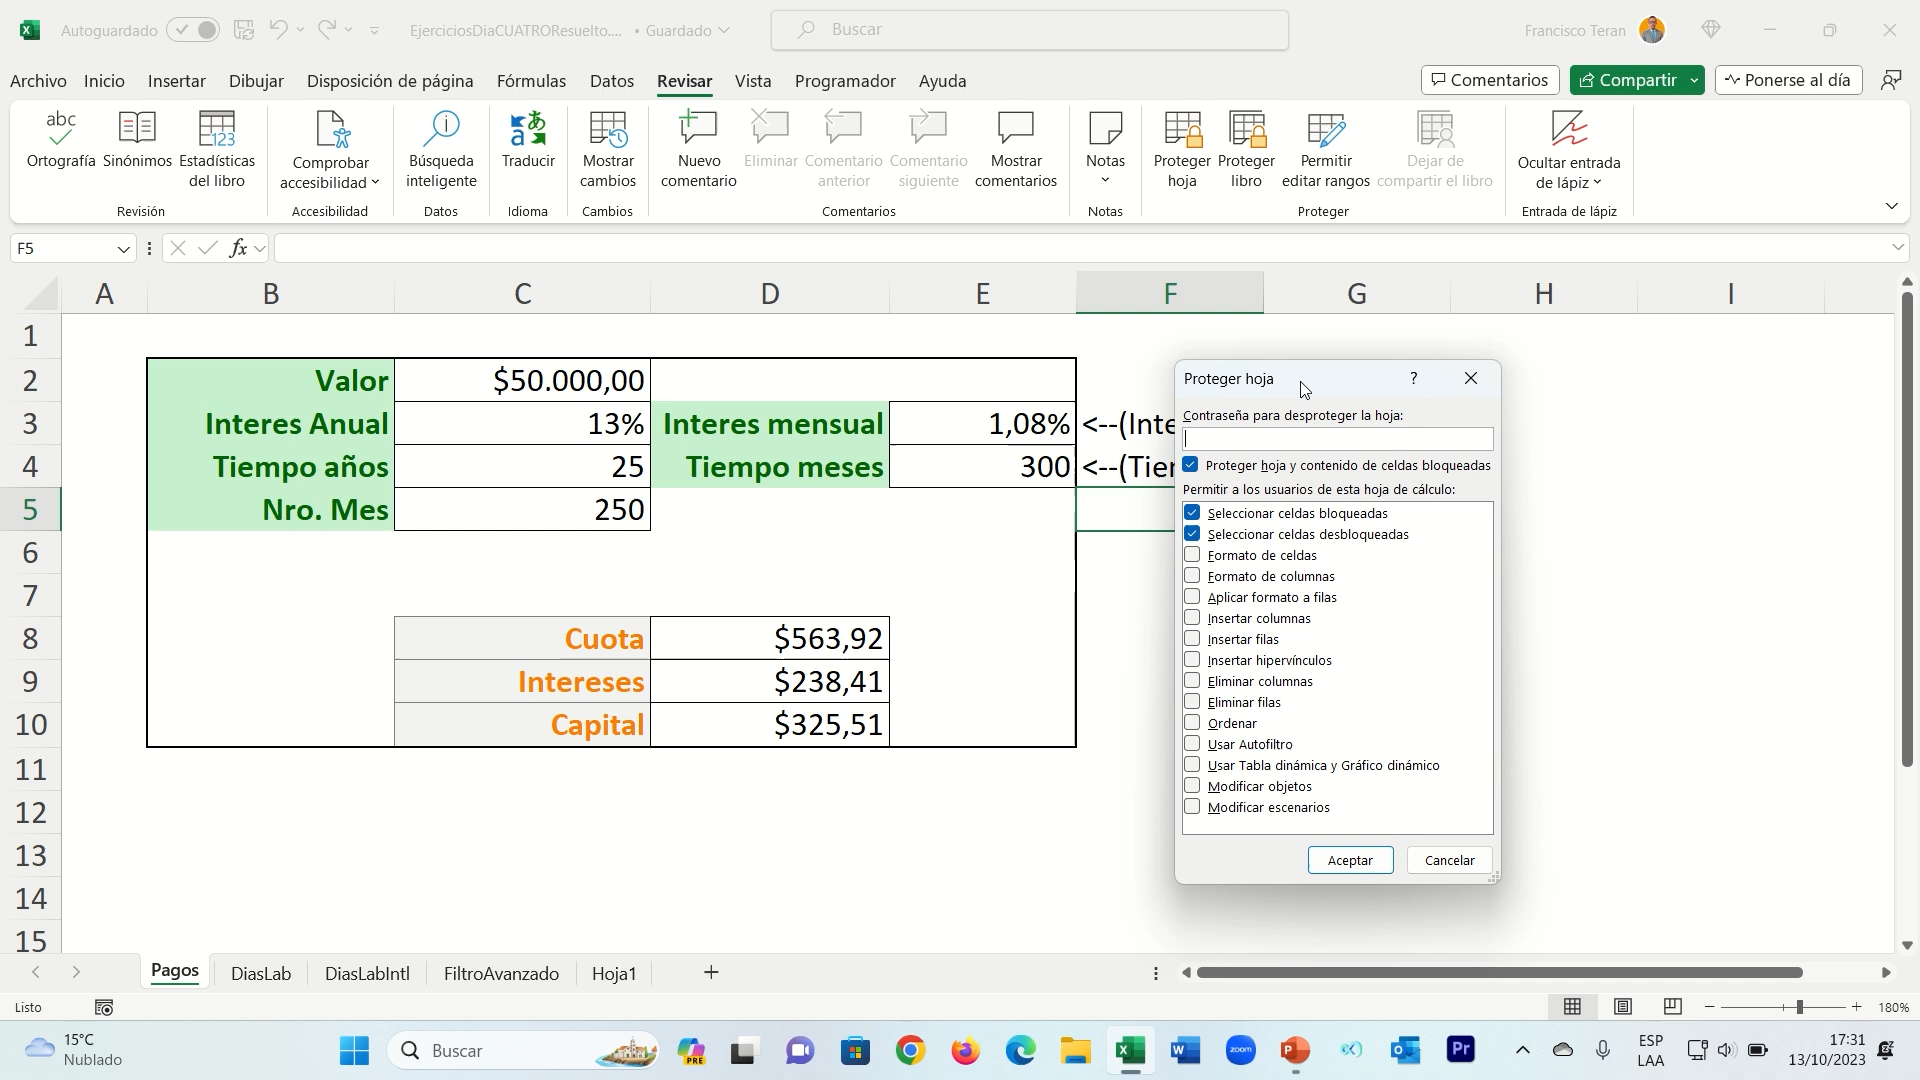 Autoguardado
EjerciciosDiaCUATROResuelto.... • Guardado
Buscar
Francisco Teran
Archivo Inicio Insertar Dibujar Disposición de página Fórmulas Datos Revisar Vista Programador Ayuda
Comentarios Compartir Ponerse al día
abc
Ortografía
Sinónimos
123
Estadísticas
del libro
Revisión
Comprobar
accesibilidad
Accesibilidad
Búsqueda
inteligente
Datos
Traducir
Idioma
Mostrar
cambios
Cambios
Nuevo
comentario
Eliminar
Comentario
anterior
Comentario
siguiente
Mostrar
comentarios
Comentarios
Notas
Notas
Proteger
hoja
Proteger
libro
Permitir
editar rangos
Dejar de
compartir el libro
Proteger
Ocultar entrada
de lápiz
Entrada de lápiz
F5
fx
A B C D E F G H I
1
2 Valor $50.000,00
3 Interes Anual 13% Interes mensual 1,08% <--(Inte
4 Tiempo años 25 Tiempo meses 300 <--(Tier
5 Nro. Mes 250
6
7
8 Cuota $563,92
9 Intereses $238,41
10 Capital $325,51
11
12
13
14
15
Proteger hoja ?
Contraseña para desproteger la hoja:
Proteger hoja y contenido de celdas bloqueadas
Permitir a los usuarios de esta hoja de cálculo:
Seleccionar celdas bloqueadas
Seleccionar celdas desbloqueadas
Formato de celdas
Formato de columnas
Aplicar formato a filas
Insertar columnas
Insertar filas
Insertar hipervínculos
Eliminar columnas
Eliminar filas
Ordenar
Usar Autofiltro
Usar Tabla dinámica y Gráfico dinámico
Modificar objetos
Modificar escenarios
Aceptar Cancelar
Pagos DiasLab DiasLabIntl FiltroAvanzado Hoja1
Listo
180%
15°C
Nublado
Buscar
PRE
zoom
Pr
ESP
LAA
17:31
13/10/2023